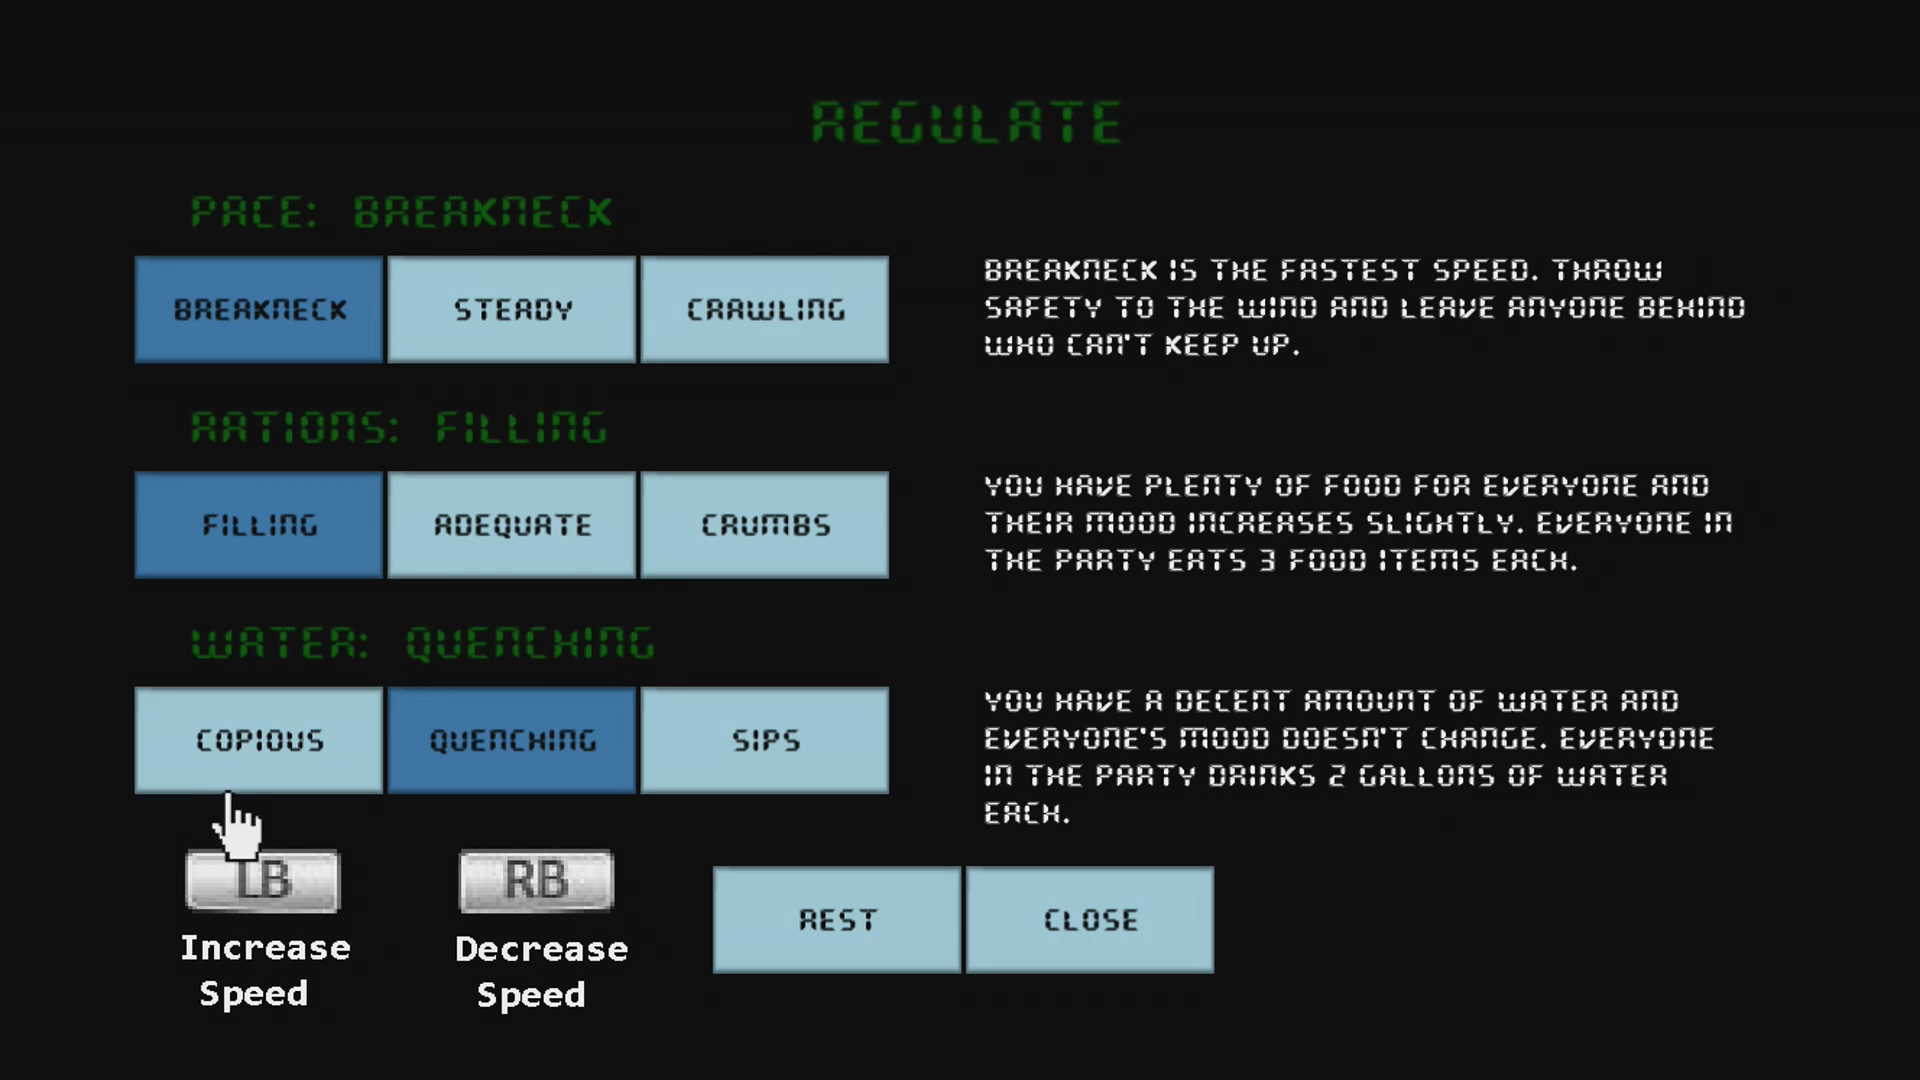 REGULATE
PACE: BREAKNECK
BREAKNECK STEADY CRAWLING
BREAKNECK IS THE FASTEST SPEED. THROW
SAFETY TO THE WIND AND LEAVE ANYONE BEHIND
WHO CAN'T KEEP UP.
RATIONS: FILLING
FILLING ADEQUATE CRUMBS
YOU HAVE PLENTY OF FOOD FOR EVERYONE AND
THEIR MOOD INCREASES SLIGHTLY. EVERYONE IN
THE PARTY EATS 3 FOOD ITEMS EACH.
WATER: QUENCHING
COPIOUS QUENCHING SIPS
YOU HAVE A DECENT AMOUNT OF WATER AND
EVERYONE'S MOOD DOESN'T CHANGE. EVERYONE
IN THE PARTY DRINKS 2 GALLONS OF WATER
EACH.
LB RB
Increase
Speed
Decrease
Speed
REST CLOSE